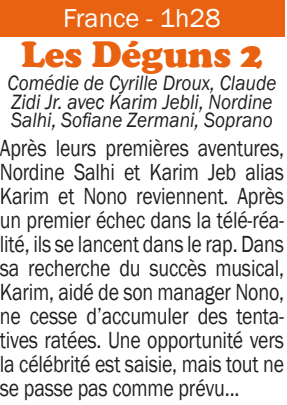 France - 1h28
Les Déguns 2
Comédie de Cyrille Droux, Claude
Zidi Jr. avec Karim Jebli, Nordine
Salhi, Sofiane Zermani, Soprano
Après leurs premières aventures,
Nordine Salhi et Karim Jeb alias
Karim et Nono reviennent. Après
un premier échec dans la télé-réa-
lité, ils se lancent dans le rap. Dans
sa recherche du succès musical,
Karim, aidé de son manager Nono,
ne cesse d'accumuler des tenta-
tives ratées. Une opportunité vers
la célébrité est saisie, mais tout ne
se passe pas comme prévu...